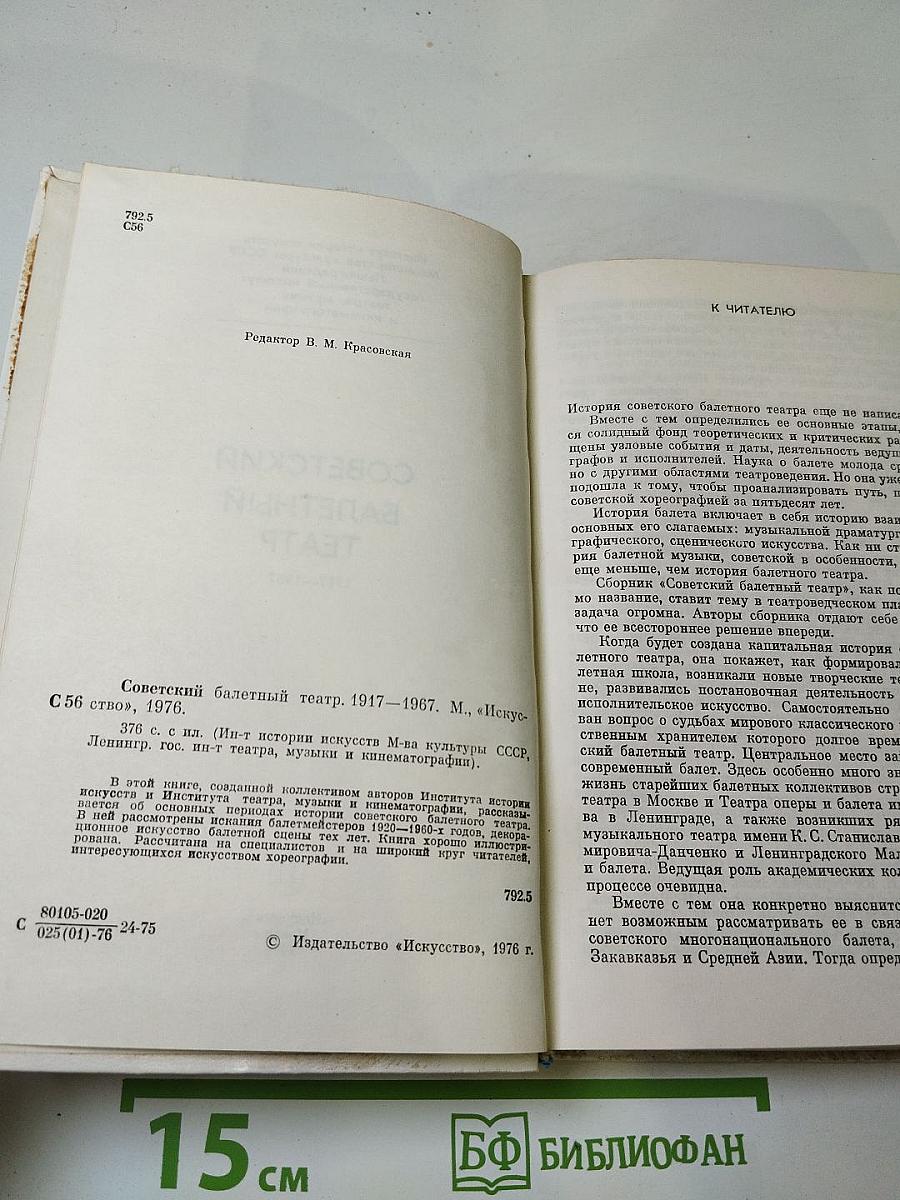 792.5
С56
Редактор В. М. Красовская
Советский балетный театр. 1917—1967. М., «Искус-
С 56 ство», 1976.
376 с. с ил. (Ин-т истории искусств М-ва культуры СССР,
Ленингр. гос. ин-т театра, музыки и кинематографии).
В этой книге, созданной коллективом авторов Института истории
искусств и Института театра, музыки и кинематографии, рассказы-
вается об основных периодах истории советского балетного театра.
В ней рассмотрены искания балетмейстеров 1920—1960-х годов, декора-
ционное искусство балетной сцены тех лет. Книга хорошо иллюстри-
рована. Рассчитана на специалистов и на широкий круг читателей,
интересующихся искусством хореографии.
792.5
С 80105-020
025(01)-76 24-75
© Издательство «Искусство», 1976 г.
К ЧИТАТЕЛЮ
История советского балетного театра еще не написа
Вместе с тем определились ее основные этапы,
ся солидный фонд теоретических и критических ра
щены узловые события и даты, деятельность ведущ
графов и исполнителей. Наука о балете молода ср
но с другими областями театроведения. Но она уже
подошла к тому, чтобы проанализировать путь, п
советской хореографией за пятьдесят лет.
История балета включает в себя историю взаи
основных его слагаемых: музыкальной драматург
графического, сценического искусства. Как ни ст
рия балетной музыки, советской в особенности,
еще меньше, чем история балетного театра.
Сборник «Советский балетный театр», как по
мо название, ставит тему в театроведческом пла
задача огромна. Авторы сборника отдают себе
что ее всестороннее решение впереди.
Когда будет создана капитальная история
летного театра, она покажет, как формировал
летная школа, возникали новые творческие те
не, развивались постановочная деятельность
исполнительское искусство. Самостоятельно
ван вопрос о судьбах мирового классического
ственным хранителем которого долгое врем
ский балетный театр. Центральное место за
современный балет. Здесь особенно много зн
жизнь старейших балетных коллективов стр
театра в Москве и Театра оперы и балета им
ва в Ленинграде, а также возникших ря
музыкального театра имени К. С. Станислав
мировича-Данченко и Ленинградского Мал
и балета. Ведущая роль академических кол
процессе очевидна.
Вместе с тем она конкретно выяснится
нет возможным рассматривать ее в связ
советского многонационального балета,
Закавказья и Средней Азии. Тогда опред
15 см
БФ БИБЛИОФАН